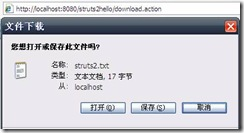 http://localhost:8080/struts2hello/download.action
文件下载
您想打开或保存此文件吗?
名称: struts2.txt
类型: 文本文档, 17 字节
从: localhost
打开(O) 保存(S) 取消